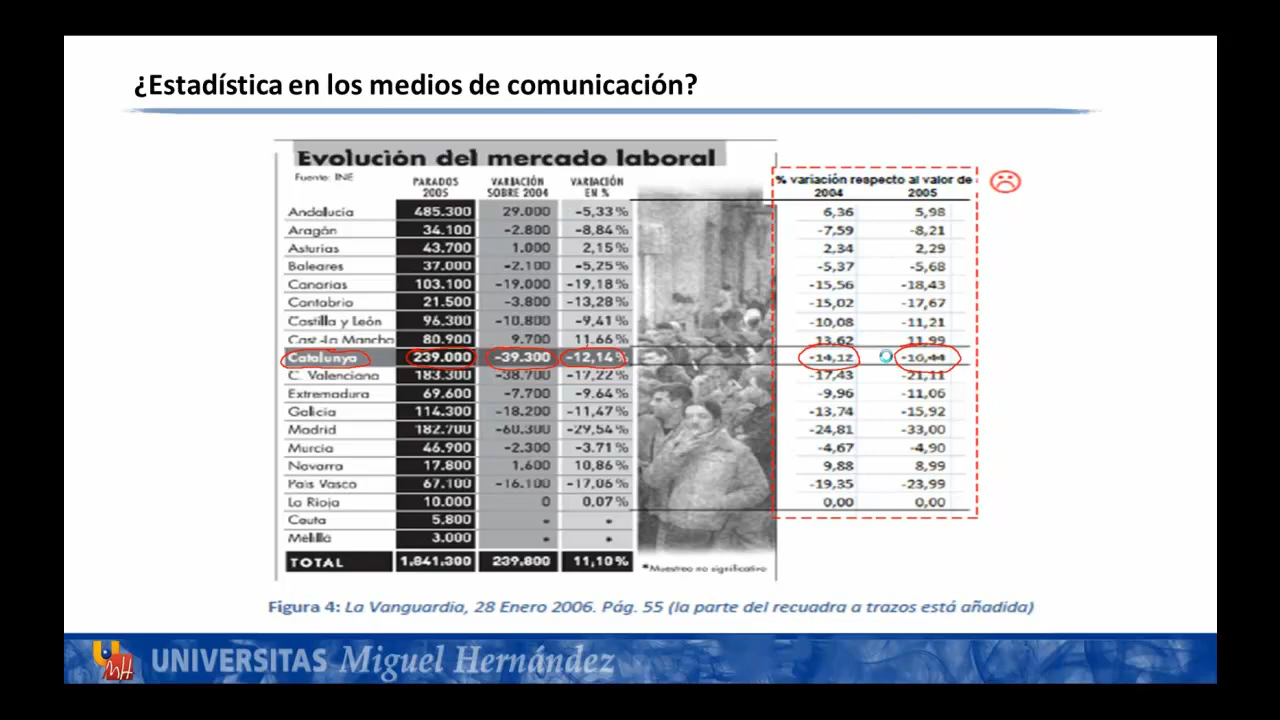 ¿Estadística en los medios de comunicación?
Evolución del mercado laboral
Fuente: INE
PARADOS 2005 VARIACIÓN SOBRE 2004 VARIACIÓN EN %
% variación respecto al valor de
2004 2005
Andalucía 485.300 29.000 -5,33% 6,36 5,98
Aragón 34.100 -2.800 -8,84% -7,59 -8,21
Asturias 43.700 1.000 2,15% 2,34 2,29
Baleares 37.000 -2.100 -5,25% -5,37 -5,68
Canarias 103.100 -19.000 -19,18% -15,56 -18,43
Cantabria 21.500 -3.800 -13,28% -15,02 -17,67
Castilla y León 96.300 -10.800 -9,41% -10,08 -11,21
Cast.-La Mancha 80.900 9.700 11,66% 13,62 11,99
Catalunya 239.000 -39.300 -12,14% -14,12 -16,44
C. Valenciana 183.300 -38.700 -17,22% -17,43 -21,11
Extremadura 69.600 -7.700 -9,64% -9,96 -11,06
Galicia 114.300 -18.200 -11,47% -13,74 -15,92
Madrid 182.700 -60.300 -29,54% -24,81 -33,00
Murcia 46.900 -2.300 -3.71% -4,67 -4,90
Navarra 17.800 1.600 10,86% 9,88 8,99
País Vasco 67.100 -16.100 -17,06% -19,35 -23,99
La Rioja 10.000 0 0,07% 0,00 0,00
Ceuta 5.800 * *
Melilla 3.000 * *
TOTAL 1.841.300 239.800 11,10%
*Muestreo no significativo
Figura 4: La Vanguardia, 28 Enero 2006. Pág. 55 (la parte del recuadra a trazos está añadida)
UNIVERSITAS Miguel Hernández